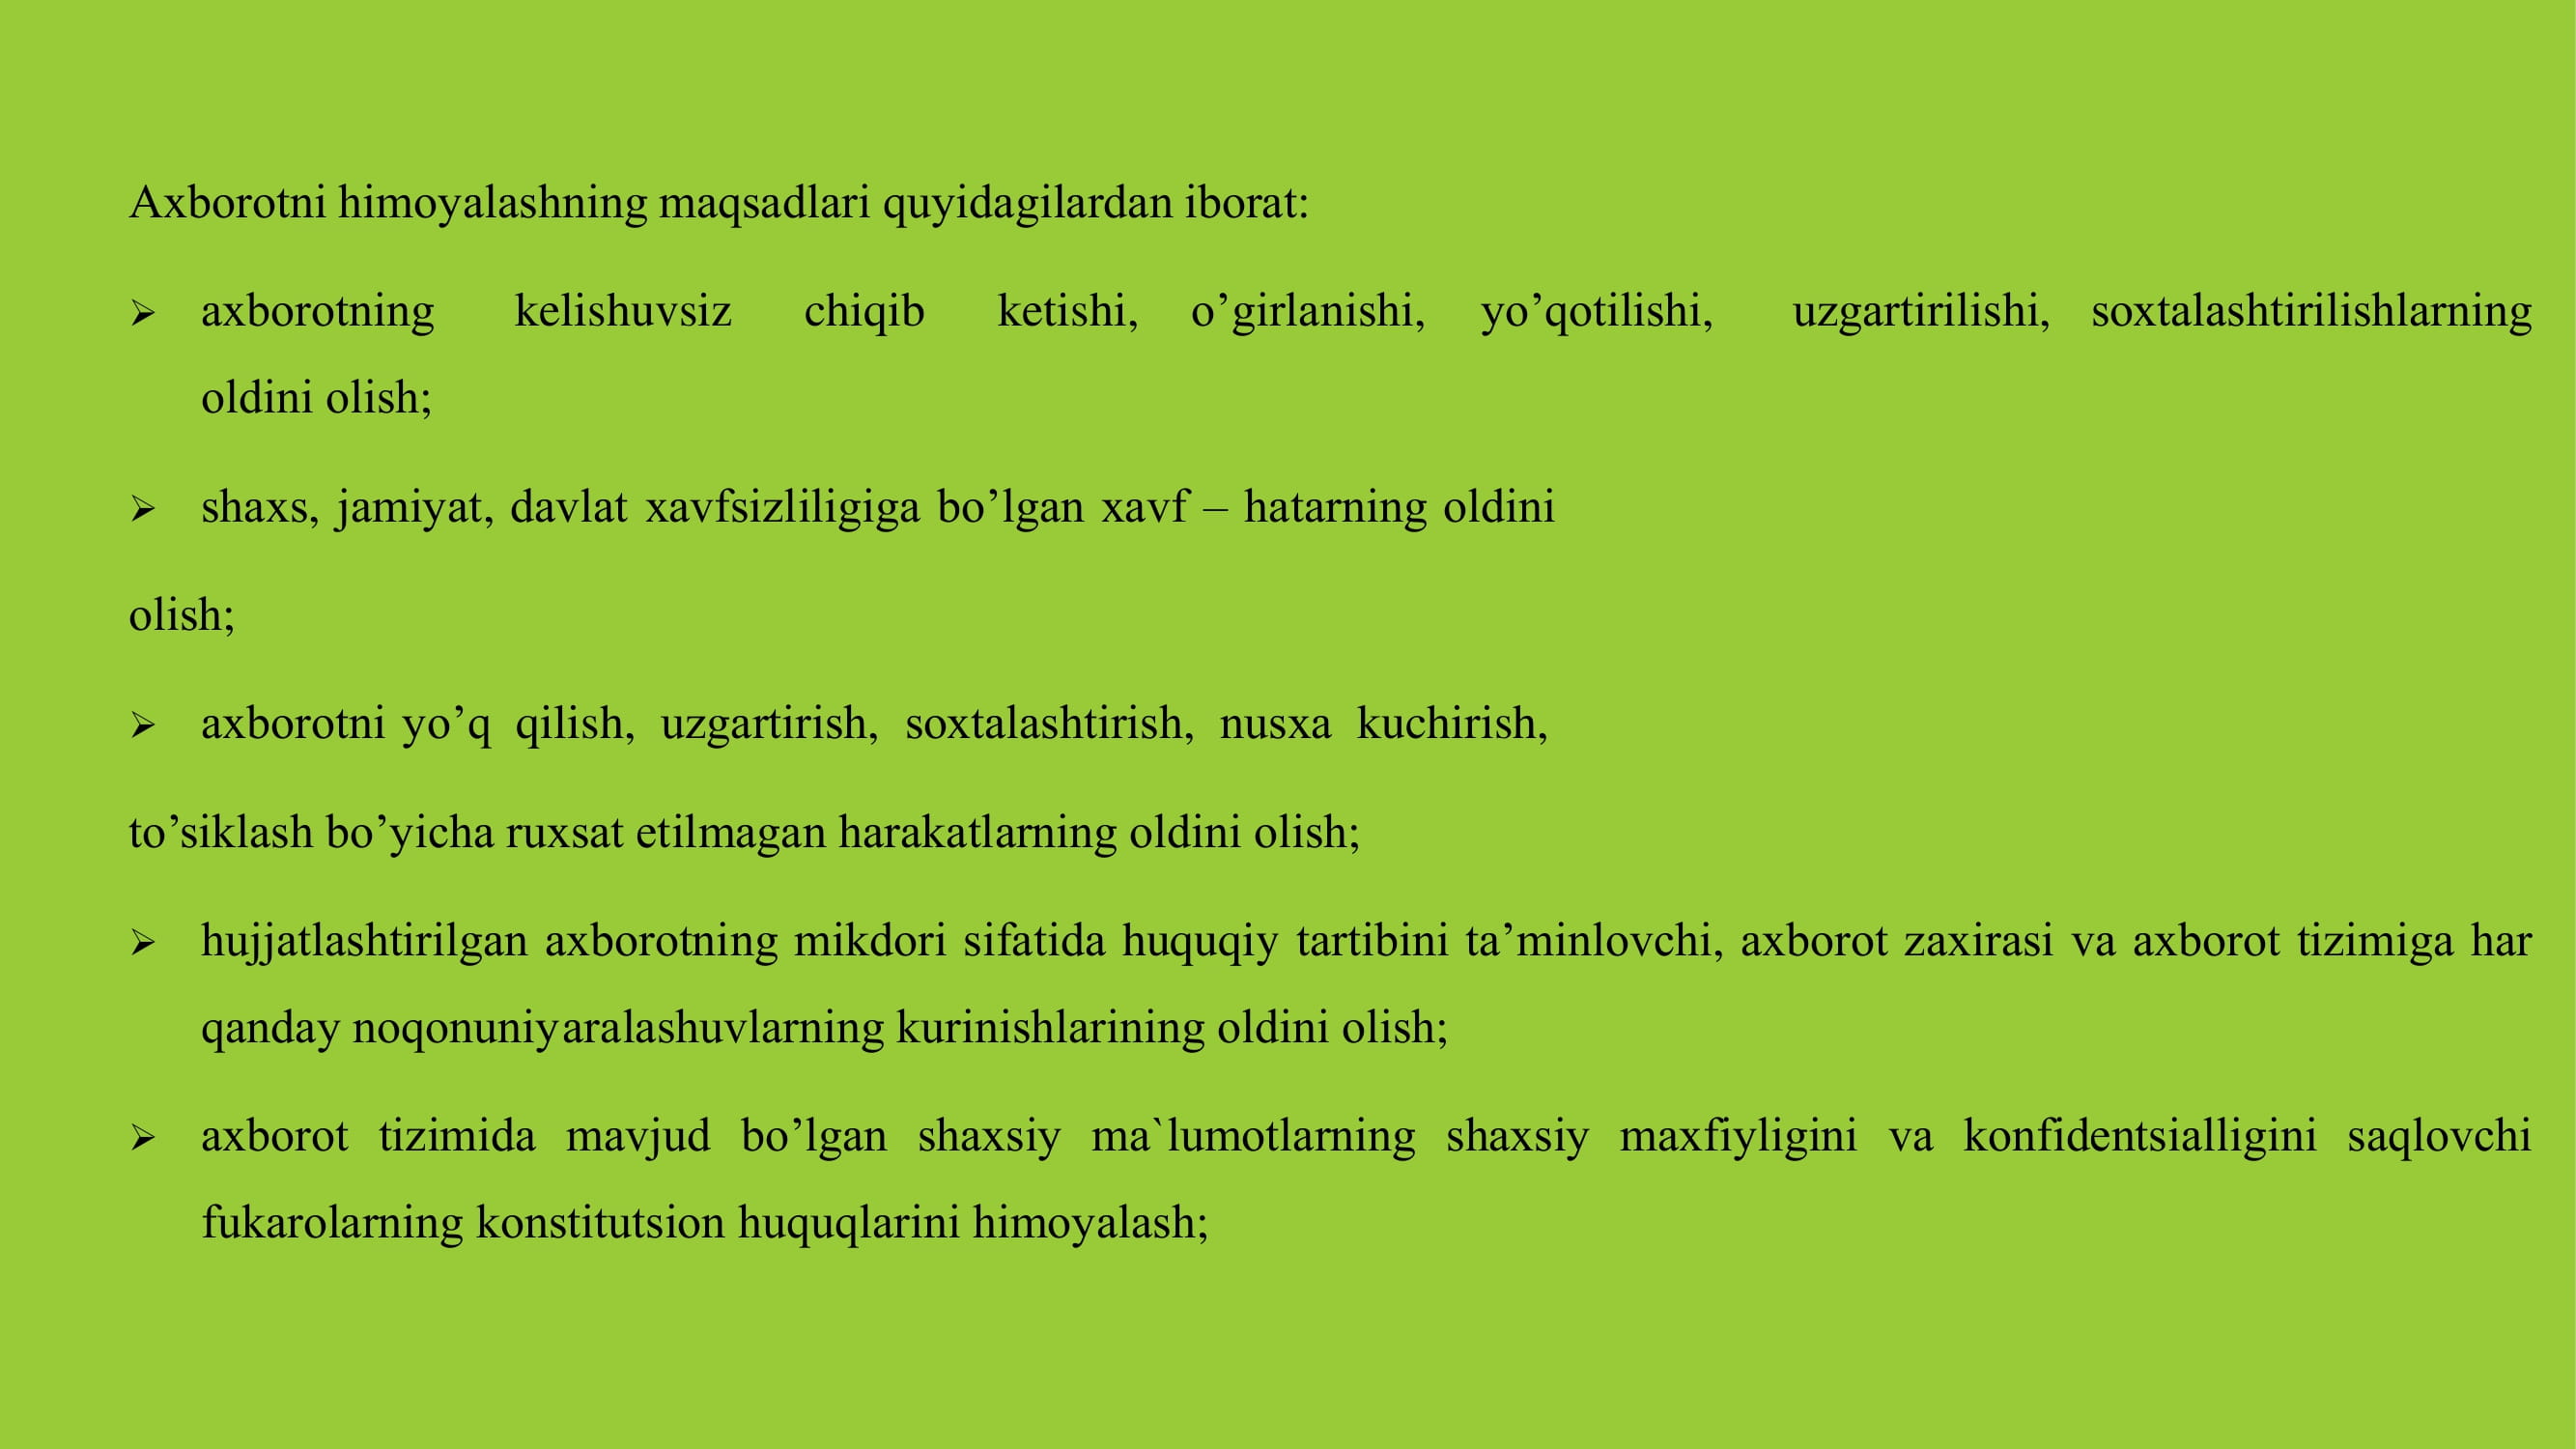 Axborotni himoyalashning maqsadlari quyidagilardan iborat:
➢ axborotning kelishuvsiz chiqib ketishi, o’girlanishi, yo’qotilishi, uzgartirilishi, soxtalashtirilishlarning
oldini olish;
➢ shaxs, jamiyat, davlat xavfsizliligiga bo’lgan xavf – hatarning oldini
olish;
➢ axborotni yo’q qilish, uzgartirish, soxtalashtirish, nusxa kuchirish,
to’siklash bo’yicha ruxsat etilmagan harakatlarning oldini olish;
➢ hujjatlashtirilgan axborotning mikdori sifatida huquqiy tartibini ta’minlovchi, axborot zaxirasi va axborot tizimiga har
qanday noqonuniyaralashuvlarning kurinishlarining oldini olish;
➢ axborot tizimida mavjud bo’lgan shaxsiy ma`lumotlarning shaxsiy maxfiyligini va konfidentsialligini saqlovchi
fukarolarning konstitutsion huquqlarini himoyalash;